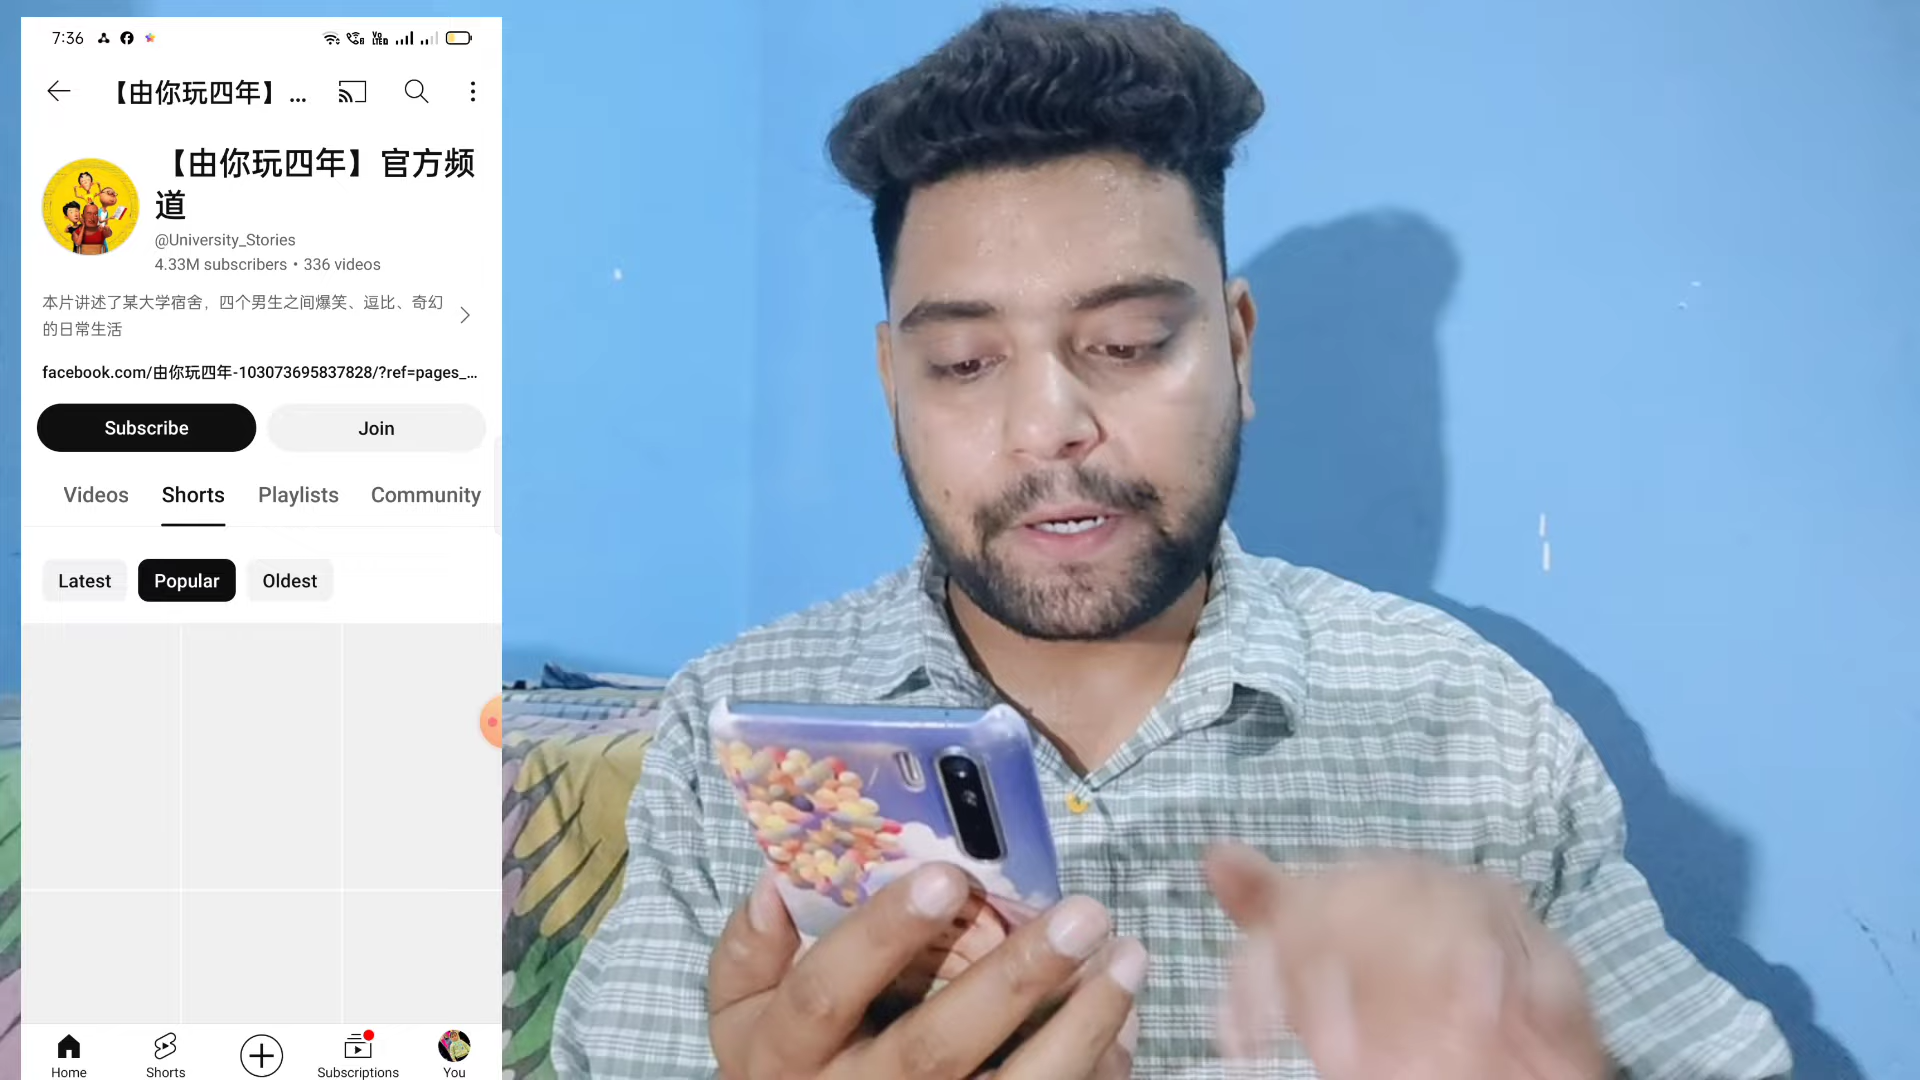 7:36
【由你玩四年】...
【由你玩四年】官方频
道
@University_Stories
4.33M subscribers • 336 videos
本片讲述了某大学宿舍，四个男生之间爆笑、逗比、奇幻
的日常生活
facebook.com/由你玩四年-103073695837828/?ref=pages_...
Subscribe
Join
Videos
Shorts
Playlists
Community
Latest
Popular
Oldest
Home
Shorts
Subscriptions
You